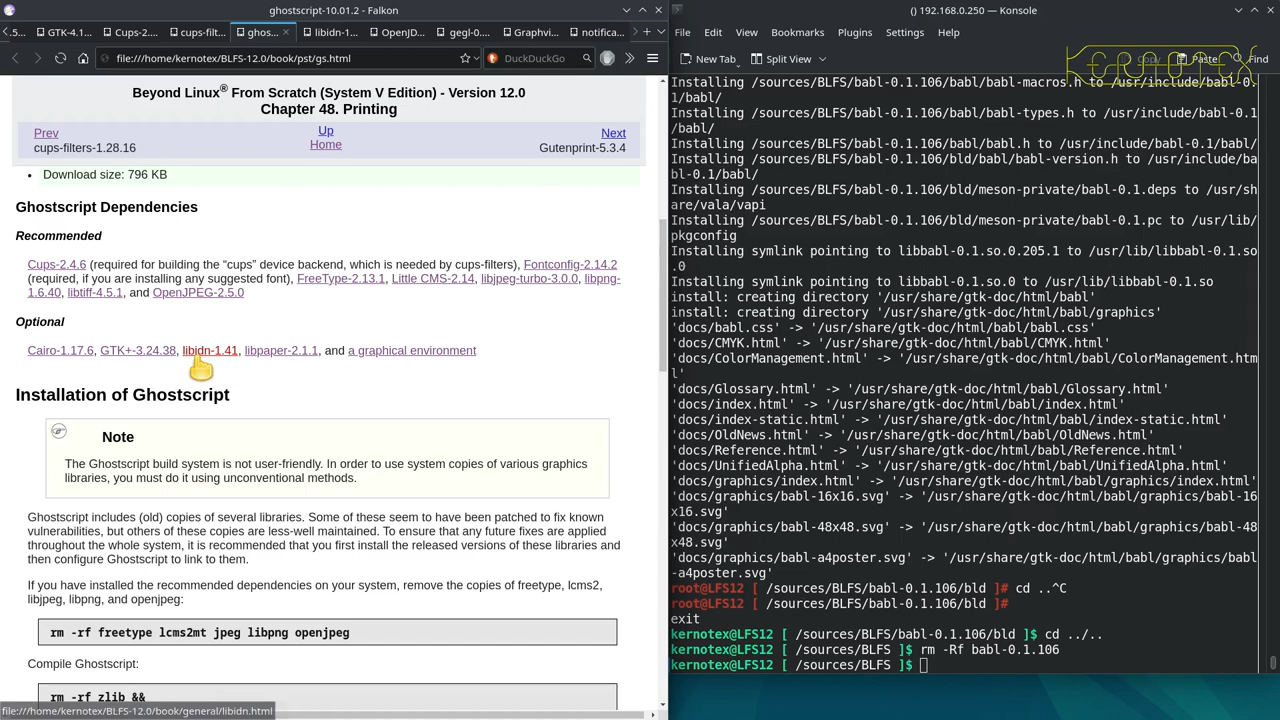 ghostscript-10.01.2 - Falkon
.5...
GTK-4.1...
Cups-2....
cups-filt...
ghos...
libidn-1...
OpenJD...
gegl-0...
Graphvi...
notifica...
file:///home/kernotex/BLFS-12.0/book/pst/gs.html
DuckDuckGo
Beyond Linux® From Scratch (System V Edition) - Version 12.0
Chapter 48. Printing
Prev Up Next
cups-filters-1.28.16 Home Gutenprint-5.3.4
Download size: 796 KB
Ghostscript Dependencies
Recommended
Cups-2.4.6 (required for building the “cups” device backend, which is needed by cups-filters), Fontconfig-2.14.2
(required, if you are installing any suggested font), FreeType-2.13.1, Little CMS-2.14, libjpeg-turbo-3.0.0, libpng-
1.6.40, libtiff-4.5.1, and OpenJPEG-2.5.0
Optional
Cairo-1.17.6, GTK+-3.24.38, libidn-1.41, libpaper-2.1.1, and a graphical environment
Installation of Ghostscript
Note
The Ghostscript build system is not user-friendly. In order to use system copies of various graphics
libraries, you must do it using unconventional methods.
Ghostscript includes (old) copies of several libraries. Some of these seem to have been patched to fix known
vulnerabilities, but others of these copies are less-well maintained. To ensure that any future fixes are applied
throughout the whole system, it is recommended that you first install the released versions of these libraries and
then configure Ghostscript to link to them.
If you have installed the recommended dependencies on your system, remove the copies of freetype, lcms2,
libjpeg, libpng, and openjpeg:
rm -rf freetype lcms2mt jpeg libpng openjpeg
Compile Ghostscript:
rm -rf zlib &&
file:///home/kernotex/BLFS-12.0/book/general/libidn.html
() 192.168.0.250 — Konsole
File Edit View Bookmarks Plugins Settings Help
New Tab Split View Copy Paste Find
KERNOTEX
Installing /sources/BLFS/babl-0.1.106/babl/babl-macros.h to /usr/include/babl-0.
1/babl/
Installing /sources/BLFS/babl-0.1.106/babl/babl-types.h to /usr/include/babl-0.1
/babl/
Installing /sources/BLFS/babl-0.1.106/babl/babl.h to /usr/include/babl-0.1/babl/
Installing /sources/BLFS/babl-0.1.106/bld/babl/babl-version.h to /usr/include/ba
bl-0.1/babl/
Installing /sources/BLFS/babl-0.1.106/bld/meson-private/babl-0.1.deps to /usr/sh
are/vala/vapi
Installing /sources/BLFS/babl-0.1.106/bld/meson-private/babl-0.1.pc to /usr/lib/
pkgconfig
Installing symlink pointing to libbabl-0.1.so.0.205.1 to /usr/lib/libbabl-0.1.so
.0
Installing symlink pointing to libbabl-0.1.so.0 to /usr/lib/libbabl-0.1.so
install: creating directory '/usr/share/gtk-doc/html/babl'
install: creating directory '/usr/share/gtk-doc/html/babl/graphics'
'docs/babl.css' -> '/usr/share/gtk-doc/html/babl/babl.css'
'docs/CMYK.html' -> '/usr/share/gtk-doc/html/babl/CMYK.html'
'docs/ColorManagement.html' -> '/usr/share/gtk-doc/html/babl/ColorManagement.htm
l'
'docs/Glossary.html' -> '/usr/share/gtk-doc/html/babl/Glossary.html'
'docs/index.html' -> '/usr/share/gtk-doc/html/babl/index.html'
'docs/index-static.html' -> '/usr/share/gtk-doc/html/babl/index-static.html'
'docs/OldNews.html' -> '/usr/share/gtk-doc/html/babl/OldNews.html'
'docs/Reference.html' -> '/usr/share/gtk-doc/html/babl/Reference.html'
'docs/UnifiedAlpha.html' -> '/usr/share/gtk-doc/html/babl/UnifiedAlpha.html'
'docs/graphics/index.html' -> '/usr/share/gtk-doc/html/babl/graphics/index.html'
'docs/graphics/babl-16x16.svg' -> '/usr/share/gtk-doc/html/babl/graphics/babl-16
x16.svg'
'docs/graphics/babl-48x48.svg' -> '/usr/share/gtk-doc/html/babl/graphics/babl-48
x48.svg'
'docs/graphics/babl-a4poster.svg' -> '/usr/share/gtk-doc/html/babl/graphics/babl
-a4poster.svg'
root@LFS12 [ /sources/BLFS/babl-0.1.106/bld ]# cd ..^C
root@LFS12 [ /sources/BLFS/babl-0.1.106/bld ]#
exit
kernotex@LFS12 [ /sources/BLFS/babl-0.1.106/bld ]$ cd ../..
kernotex@LFS12 [ /sources/BLFS ]$ rm -Rf babl-0.1.106
kernotex@LFS12 [ /sources/BLFS ]$